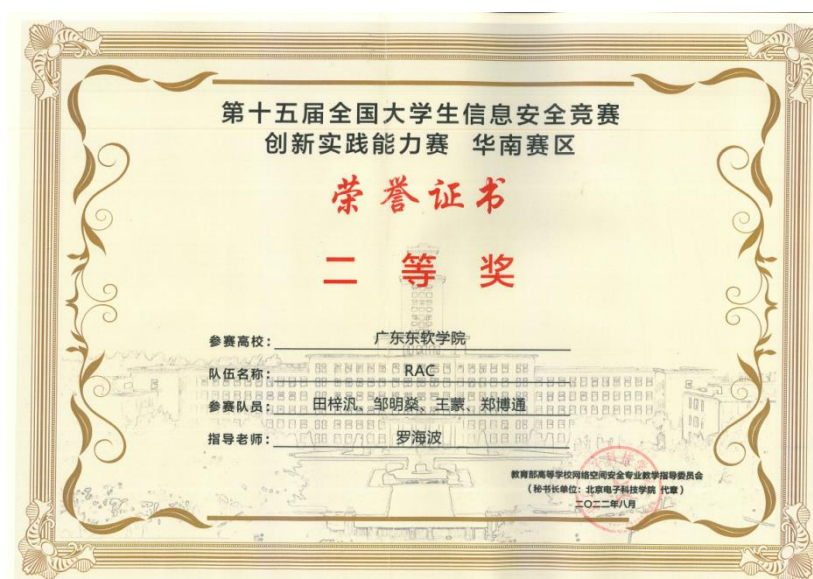 第十五届全国大学生信息安全竞赛
创新实践能力赛 华南赛区
荣誉证书
二等奖
参赛高校：广东东软学院
队伍名称：RAC
参赛队员：田梓汎、邹明燊、王蒙、郑博通
指导老师：罗海波
教育部高等学校网络空间安全专业教学指导委员会
（秘书长单位：北京电子科技学院 代章）
二〇二二年八月